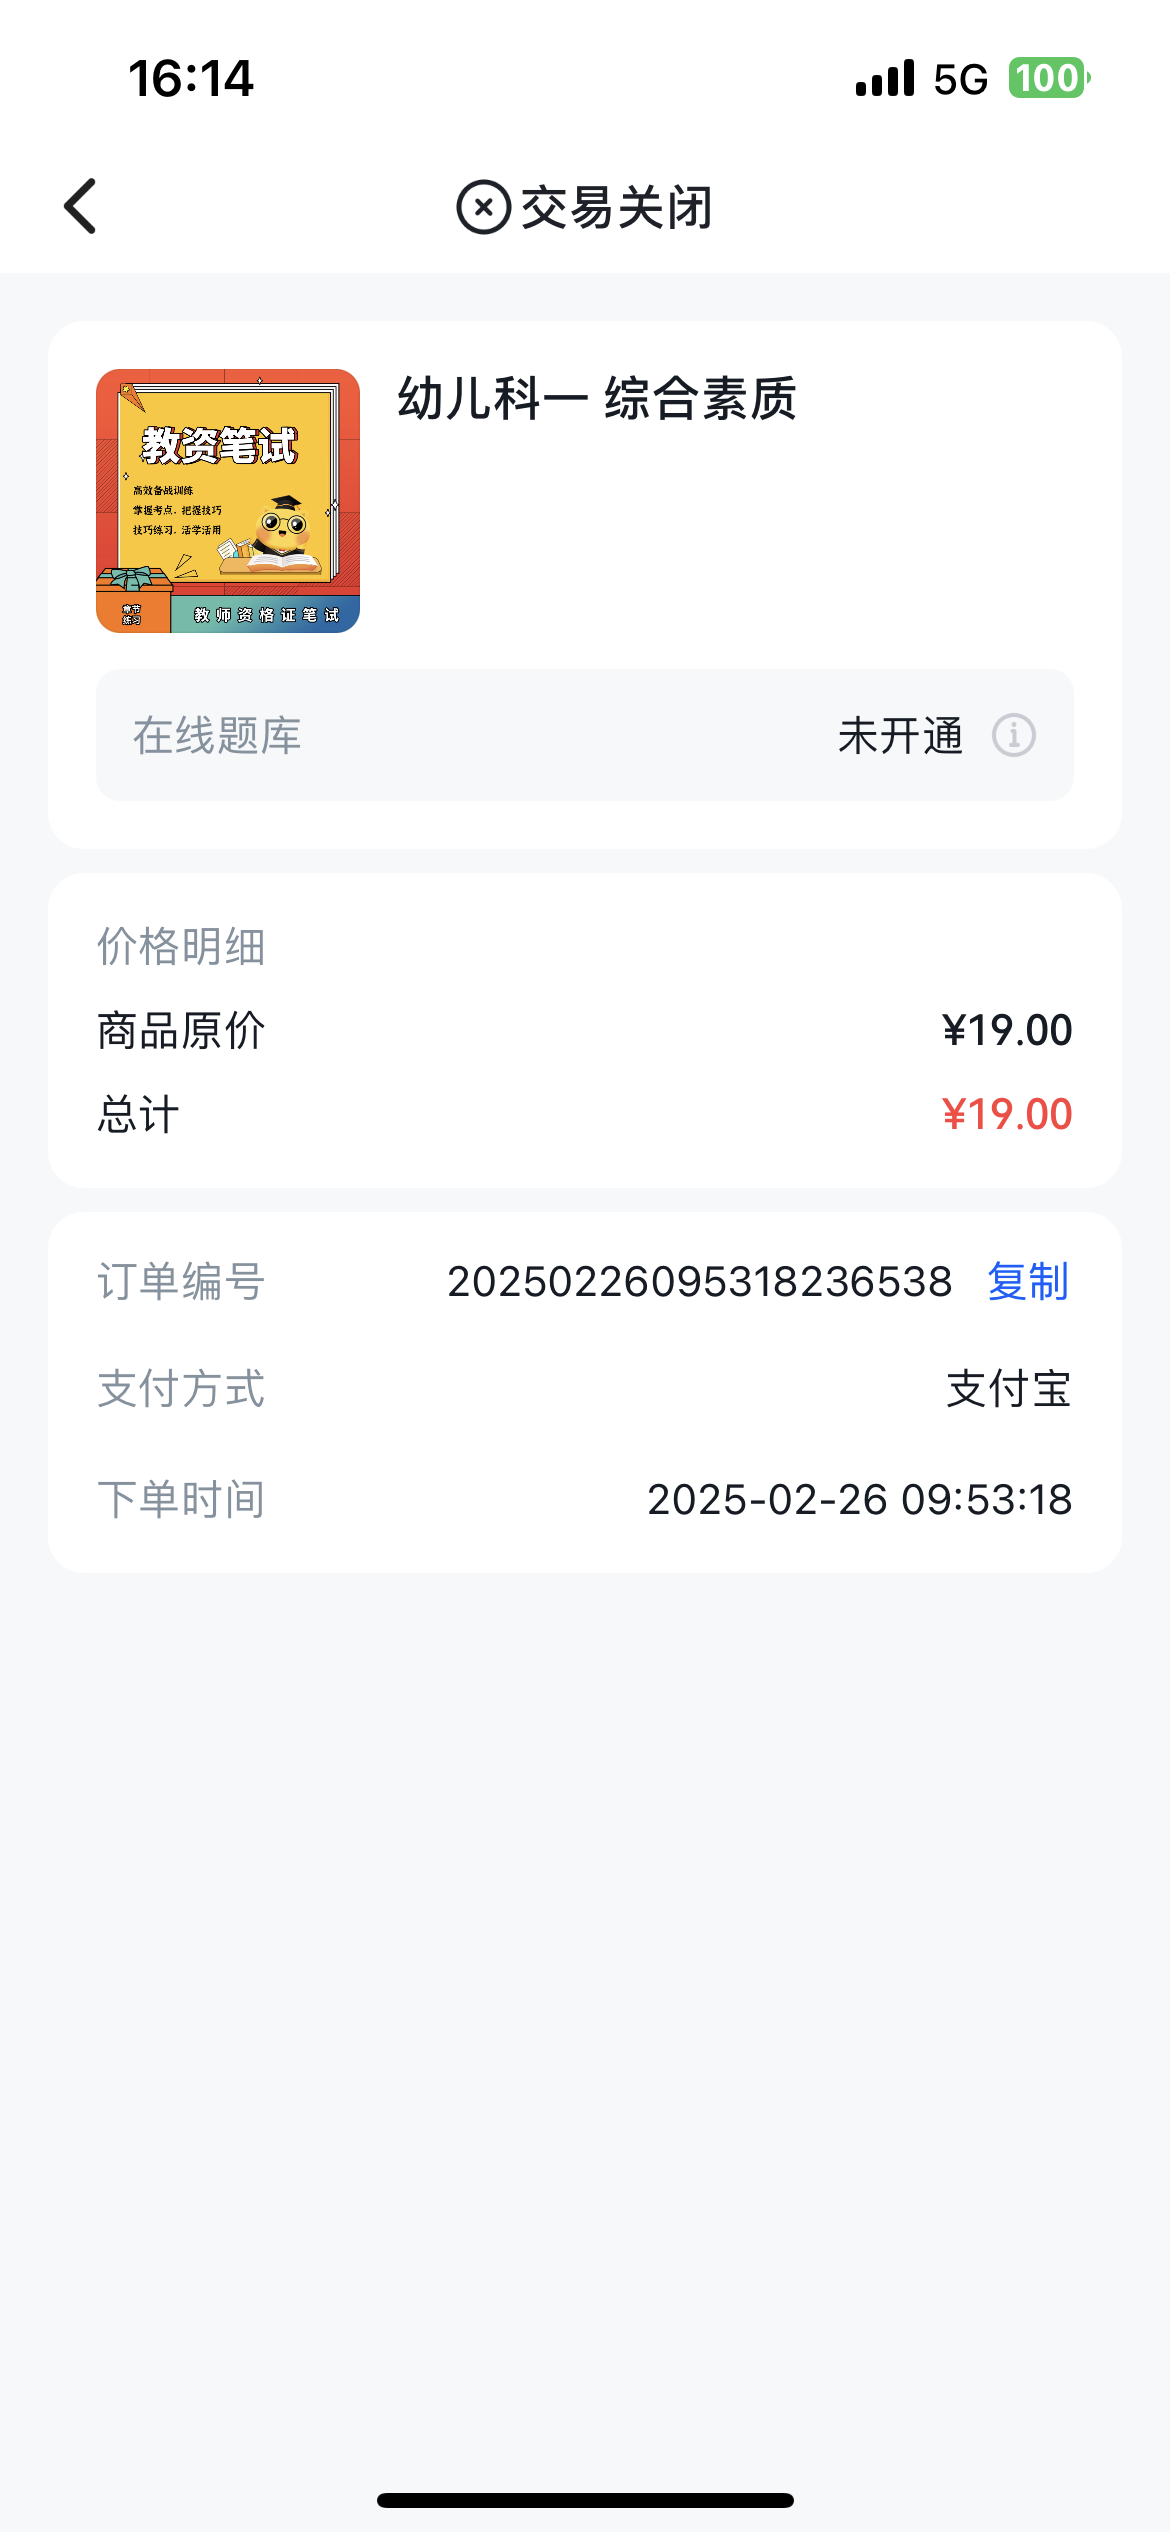 16:14
5G 100
交易关闭
幼儿科一 综合素质
教资笔试
高效备战训练
掌握考点，把握技巧
技巧练习，活学活用
章节
练习
教师资格证笔试
在线题库 未开通
价格明细
商品原价 ¥19.00
总计 ¥19.00
订单编号 20250226095318236538 复制
支付方式 支付宝
下单时间 2025-02-26 09:53:18